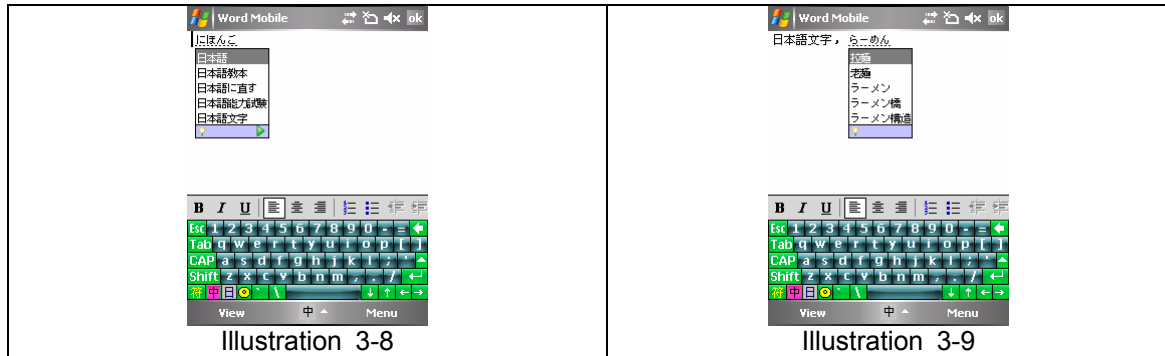 Word Mobile ok
にほんご
日本語
日本語教本
日本語に直す
日本語能力試験
日本語文字
B I U
Esc 1 2 3 4 5 6 7 8 9 0 - =
Tab q w e r t y u i o p [ ]
CAP a s d f g h j k l ; '
Shift z x c v b n m , . /
符 中 日 ` \ ↓ ↑ ← →
View 中 Menu
Illustration 3-8
Word Mobile ok
日本語文字, らーめん
拉麺
老麺
ラーメン
ラーメン橋
ラーメン構造
B I U
Esc 1 2 3 4 5 6 7 8 9 0 - =
Tab q w e r t y u i o p [ ]
CAP a s d f g h j k l ; '
Shift z x c v b n m , . /
符 中 日 ` \ ↓ ↑ ← →
View 中 Menu
Illustration 3-9